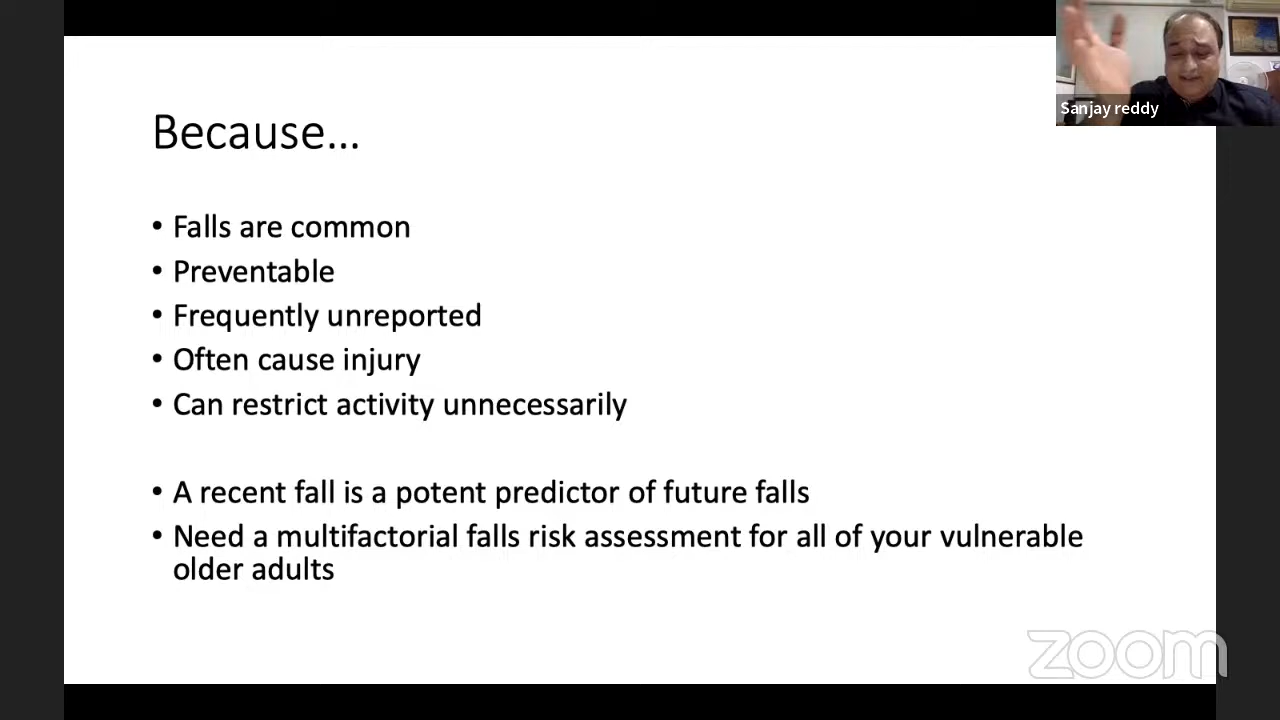 Sanjay reddy
Because...
• Falls are common
• Preventable
• Frequently unreported
• Often cause injury
• Can restrict activity unnecessarily
• A recent fall is a potent predictor of future falls
• Need a multifactorial falls risk assessment for all of your vulnerable
older adults
zoom